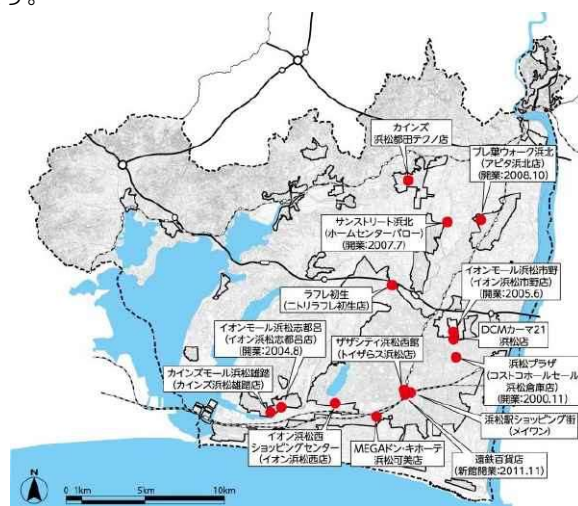 う。
カインズ
浜松都田テクノ店
プレ葉ウォーク浜北
(アピタ浜北店)
(開業:2008.10)
サンストリート浜北
(ホームセンターバロー)
(開業:2007.7)
イオンモール浜松市野
(イオン浜松市野店)
(開業:2005.6)
ラフレ初生
(ニトリラフレ初生店)
イオンモール浜松志都呂
(イオン浜松志都呂店)
(開業:2004.8)
ザザシティ浜松西館
(トイザらス浜松店)
DCMカーマ21
浜松店
浜松プラザ
(コストコホールセール
浜松倉庫店)
(開業:2000.11)
カインズモール浜松雄踏
(カインズ浜松雄踏店)
浜松駅ショッピング街
(メイワン)
イオン浜松西
ショッピングセンター
(イオン浜松西店)
MEGAドン・キホーテ
浜松可美店
遠鉄百貨店
(新館開業:2011.11)
N
0 1km 5km 10km